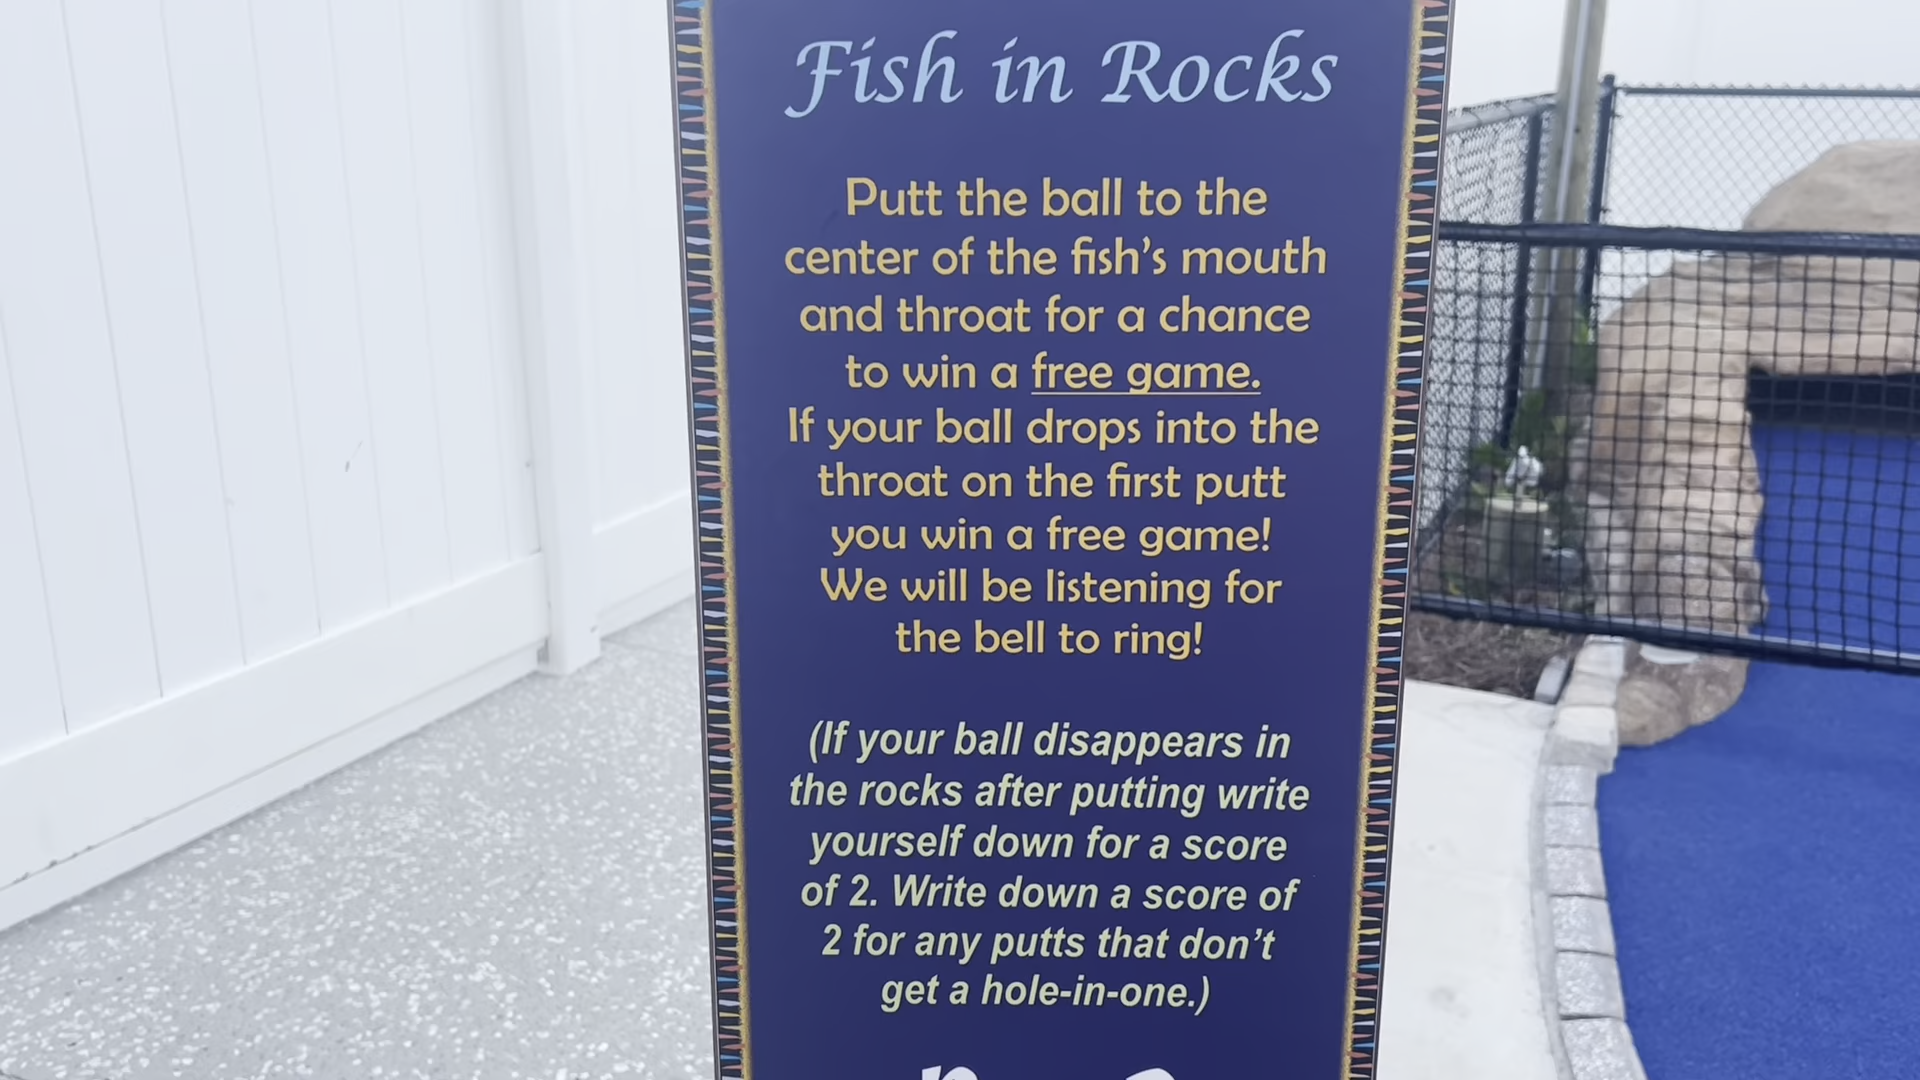 Fish in Rocks
Putt the ball to the
center of the fish's mouth
and throat for a chance
to win a free game.
If your ball drops into the
throat on the first putt
you win a free game!
We will be listening for
the bell to ring!
(If your ball disappears in
the rocks after putting write
yourself down for a score
of 2. Write down a score of
2 for any putts that don't
get a hole-in-one.)